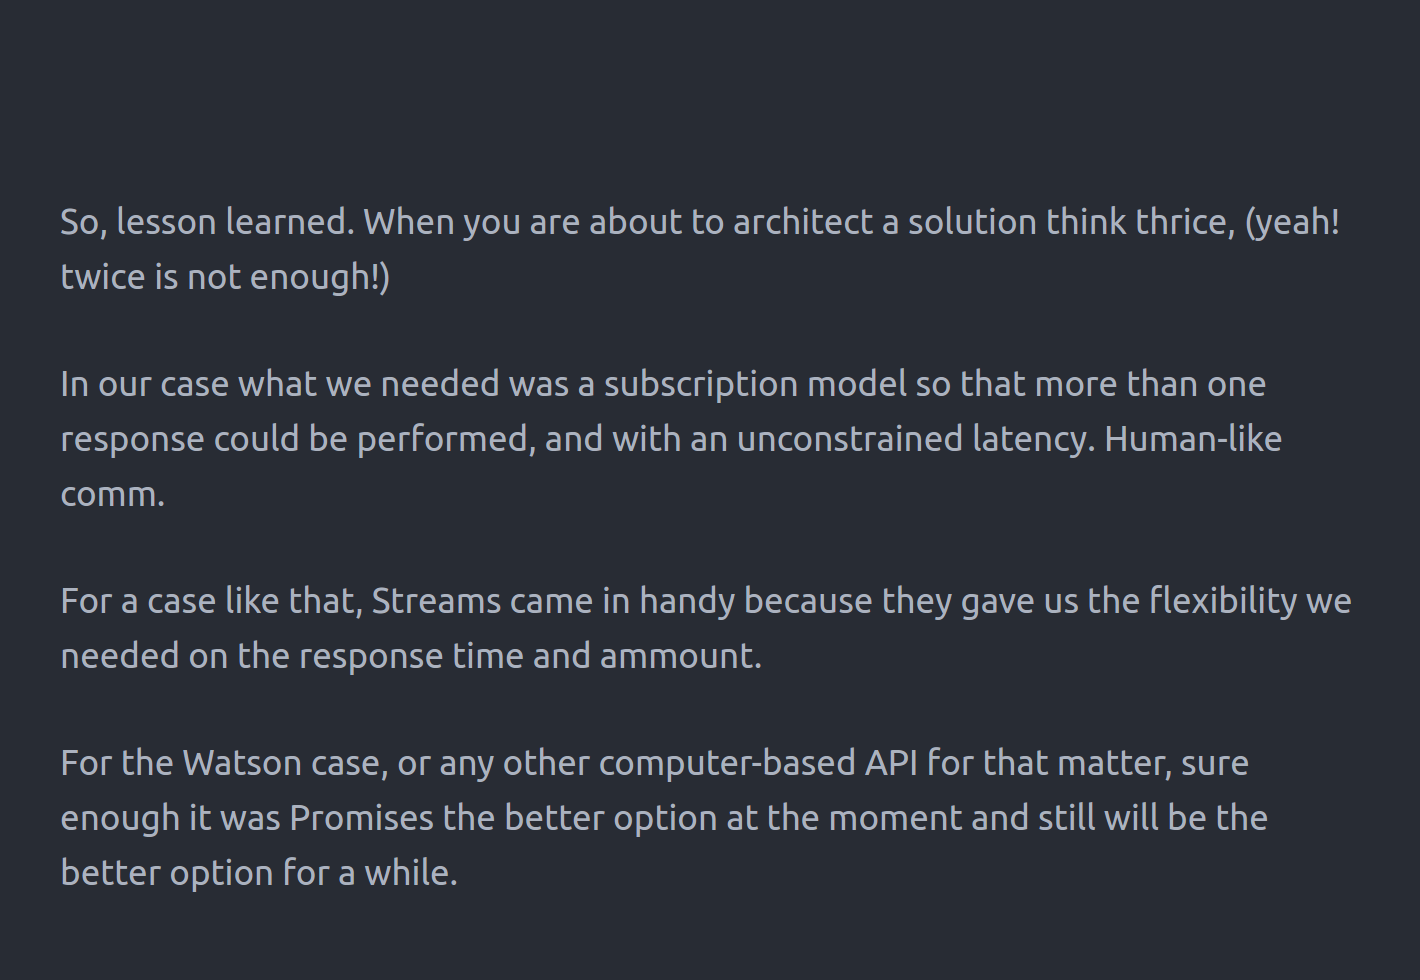 So, lesson learned. When you are about to architect a solution think thrice, (yeah!
twice is not enough!)
In our case what we needed was a subscription model so that more than one
response could be performed, and with an unconstrained latency. Human-like
comm.
For a case like that, Streams came in handy because they gave us the flexibility we
needed on the response time and ammount.
For the Watson case, or any other computer-based API for that matter, sure
enough it was Promises the better option at the moment and still will be the
better option for a while.